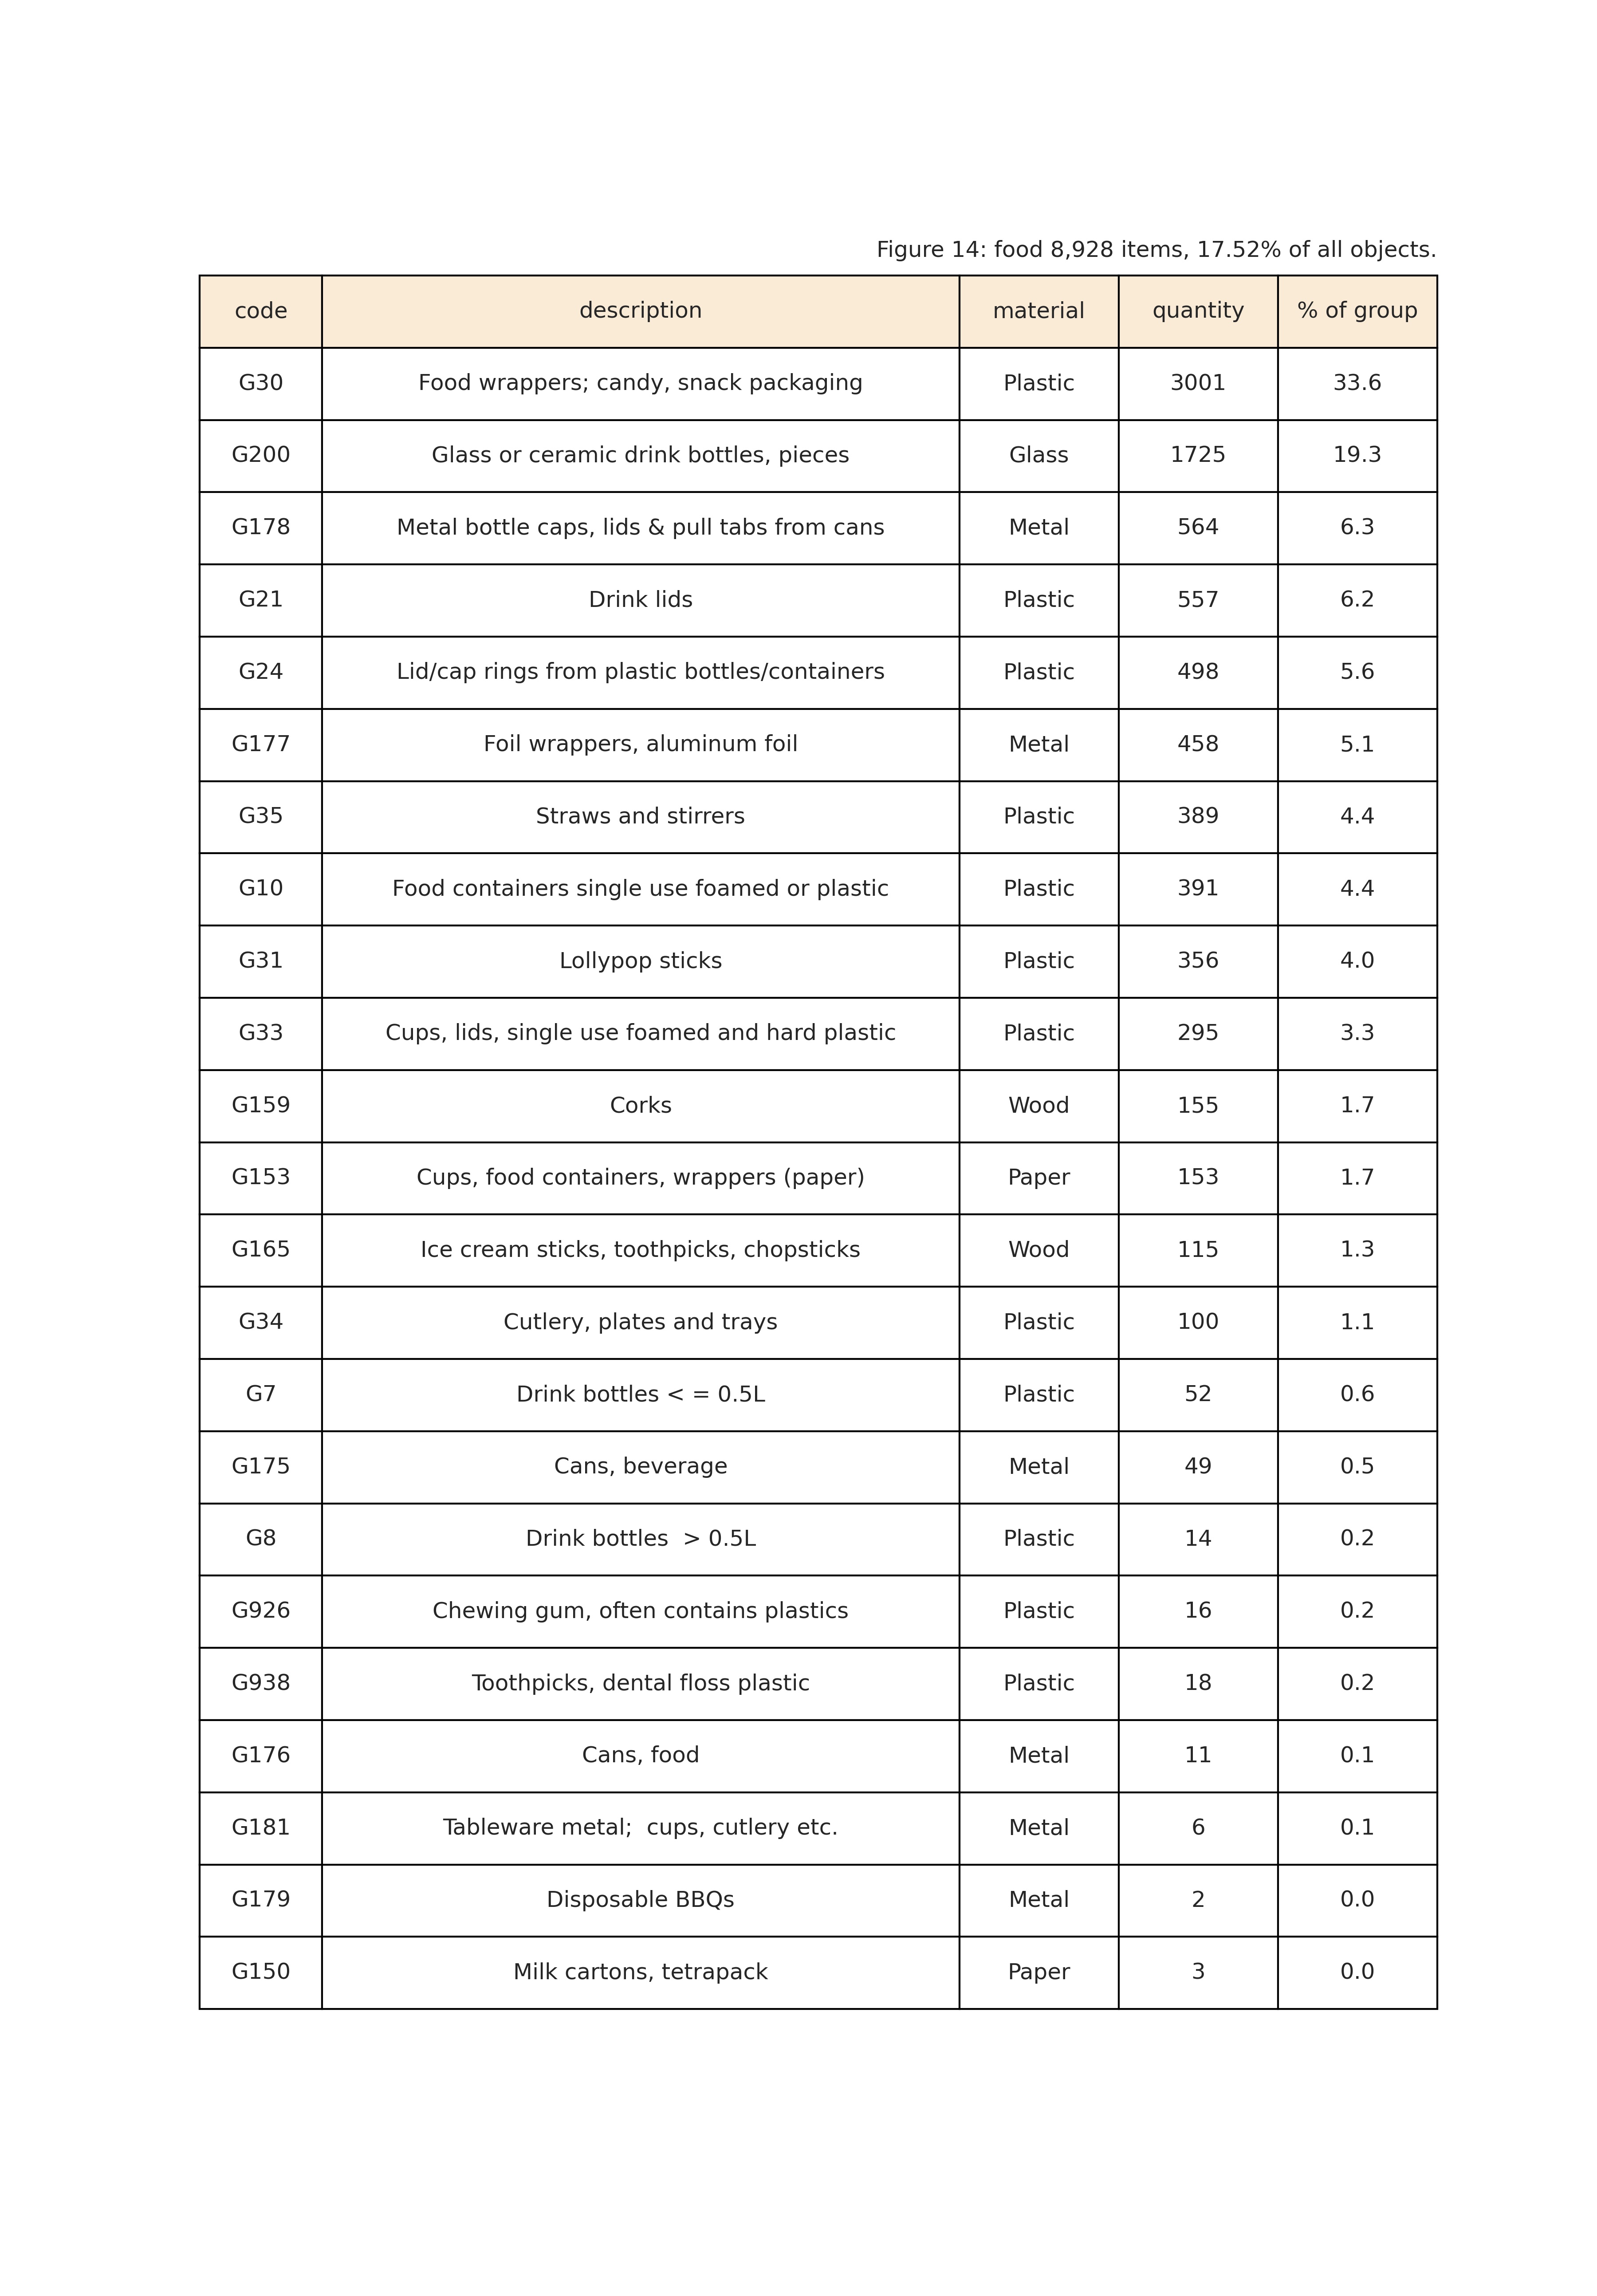 Figure 14: food 8,928 items, 17.52% of all objects.
code description material quantity % of group
G30 Food wrappers; candy, snack packaging Plastic 3001 33.6
G200 Glass or ceramic drink bottles, pieces Glass 1725 19.3
G178 Metal bottle caps, lids & pull tabs from cans Metal 564 6.3
G21 Drink lids Plastic 557 6.2
G24 Lid/cap rings from plastic bottles/containers Plastic 498 5.6
G177 Foil wrappers, aluminum foil Metal 458 5.1
G35 Straws and stirrers Plastic 389 4.4
G10 Food containers single use foamed or plastic Plastic 391 4.4
G31 Lollypop sticks Plastic 356 4.0
G33 Cups, lids, single use foamed and hard plastic Plastic 295 3.3
G159 Corks Wood 155 1.7
G153 Cups, food containers, wrappers (paper) Paper 153 1.7
G165 Ice cream sticks, toothpicks, chopsticks Wood 115 1.3
G34 Cutlery, plates and trays Plastic 100 1.1
G7 Drink bottles < = 0.5L Plastic 52 0.6
G175 Cans, beverage Metal 49 0.5
G8 Drink bottles  > 0.5L Plastic 14 0.2
G926 Chewing gum, often contains plastics Plastic 16 0.2
G938 Toothpicks, dental floss plastic Plastic 18 0.2
G176 Cans, food Metal 11 0.1
G181 Tableware metal;  cups, cutlery etc. Metal 6 0.1
G179 Disposable BBQs Metal 2 0.0
G150 Milk cartons, tetrapack Paper 3 0.0